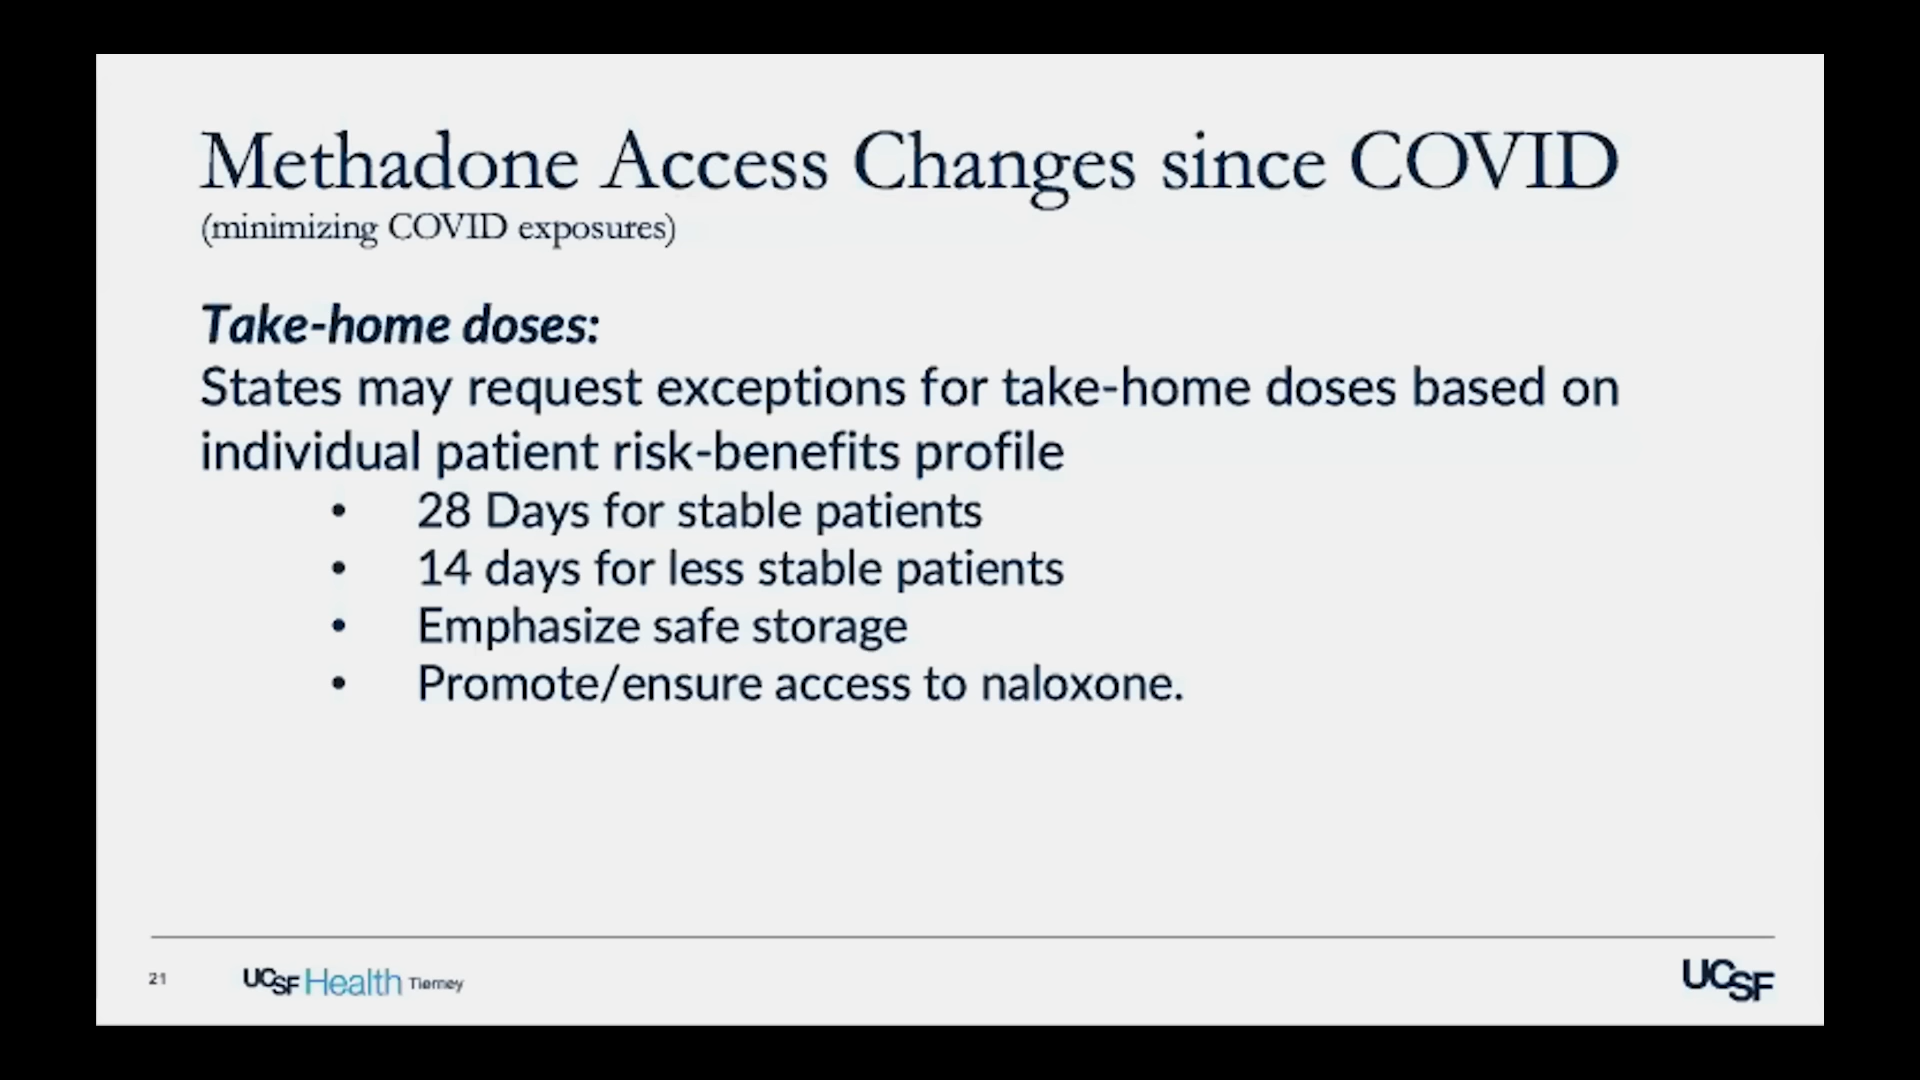 Methadone Access Changes since COVID
(minimizing COVID exposures)
Take-home doses:
States may request exceptions for take-home doses based on
individual patient risk-benefits profile
• 28 Days for stable patients
• 14 days for less stable patients
• Emphasize safe storage
• Promote/ensure access to naloxone.
21 UCSF Health Tierney UCSF